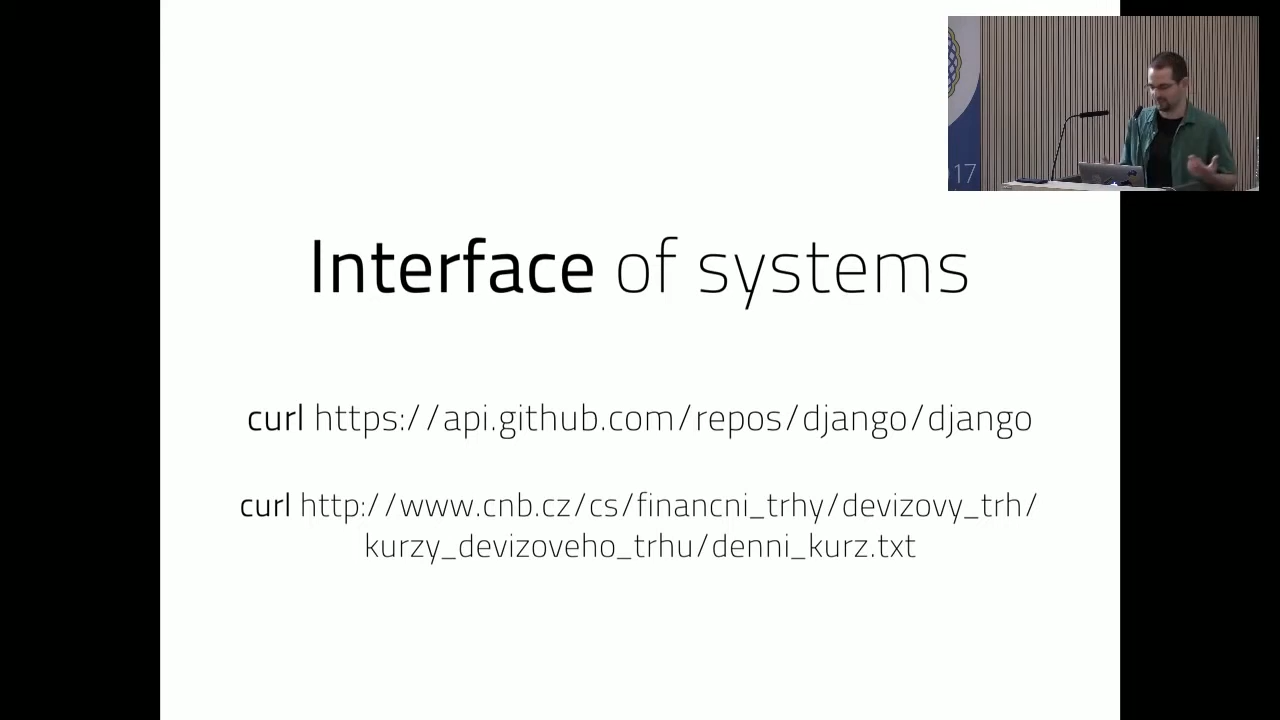 Interface of systems
curl https://api.github.com/repos/django/django
curl http://www.cnb.cz/cs/financni_trhy/devizovy_trh/
kurzy_devizoveho_trhu/denni_kurz.txt
17